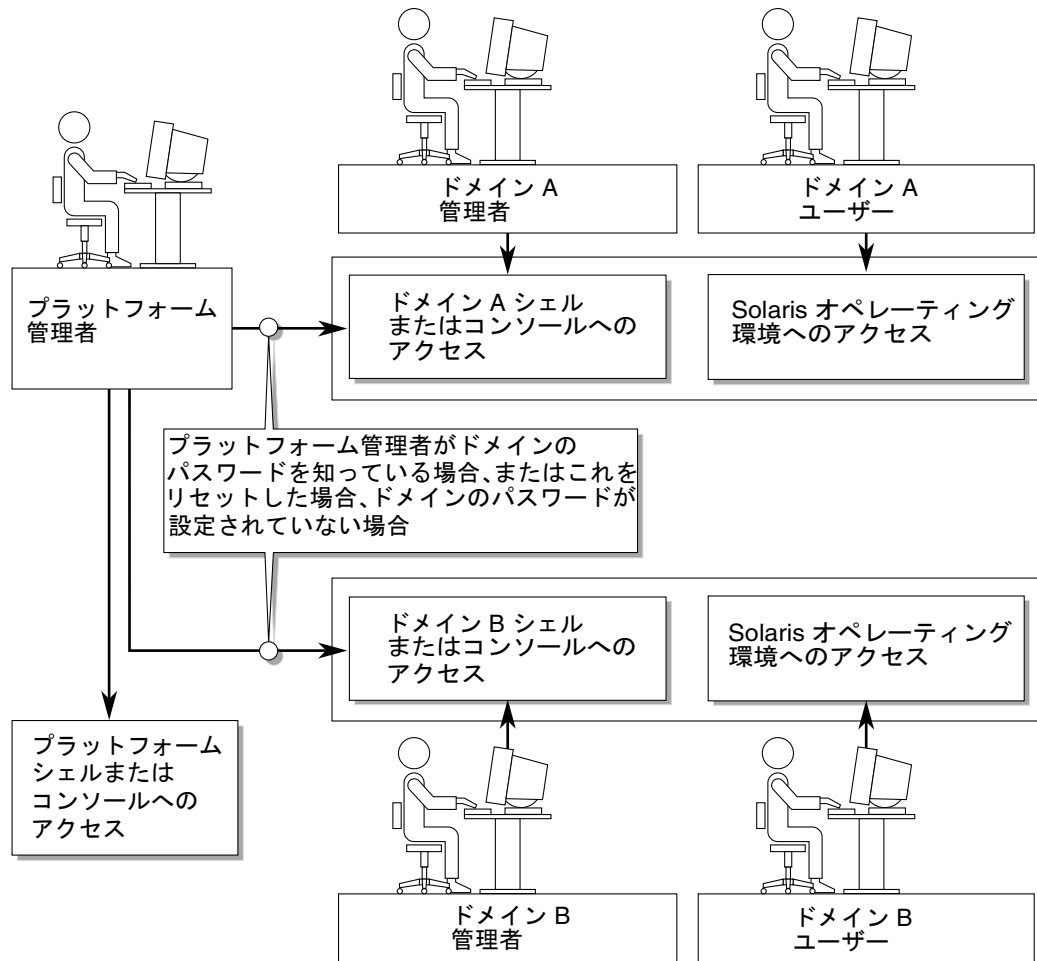 ドメイン A
管理者
ドメイン A
ユーザー
プラットフォーム
管理者
ドメイン A シェル
またはコンソールへの
アクセス
Solaris オペレーティング
環境へのアクセス
プラットフォーム管理者がドメインの
パスワードを知っている場合、またはこれを
リセットした場合、ドメインのパスワードが
設定されていない場合
ドメイン B シェル
またはコンソールへの
アクセス
Solaris オペレーティング
環境へのアクセス
プラットフォーム
シェルまたは
コンソールへの
アクセス
ドメイン B
管理者
ドメイン B
ユーザー